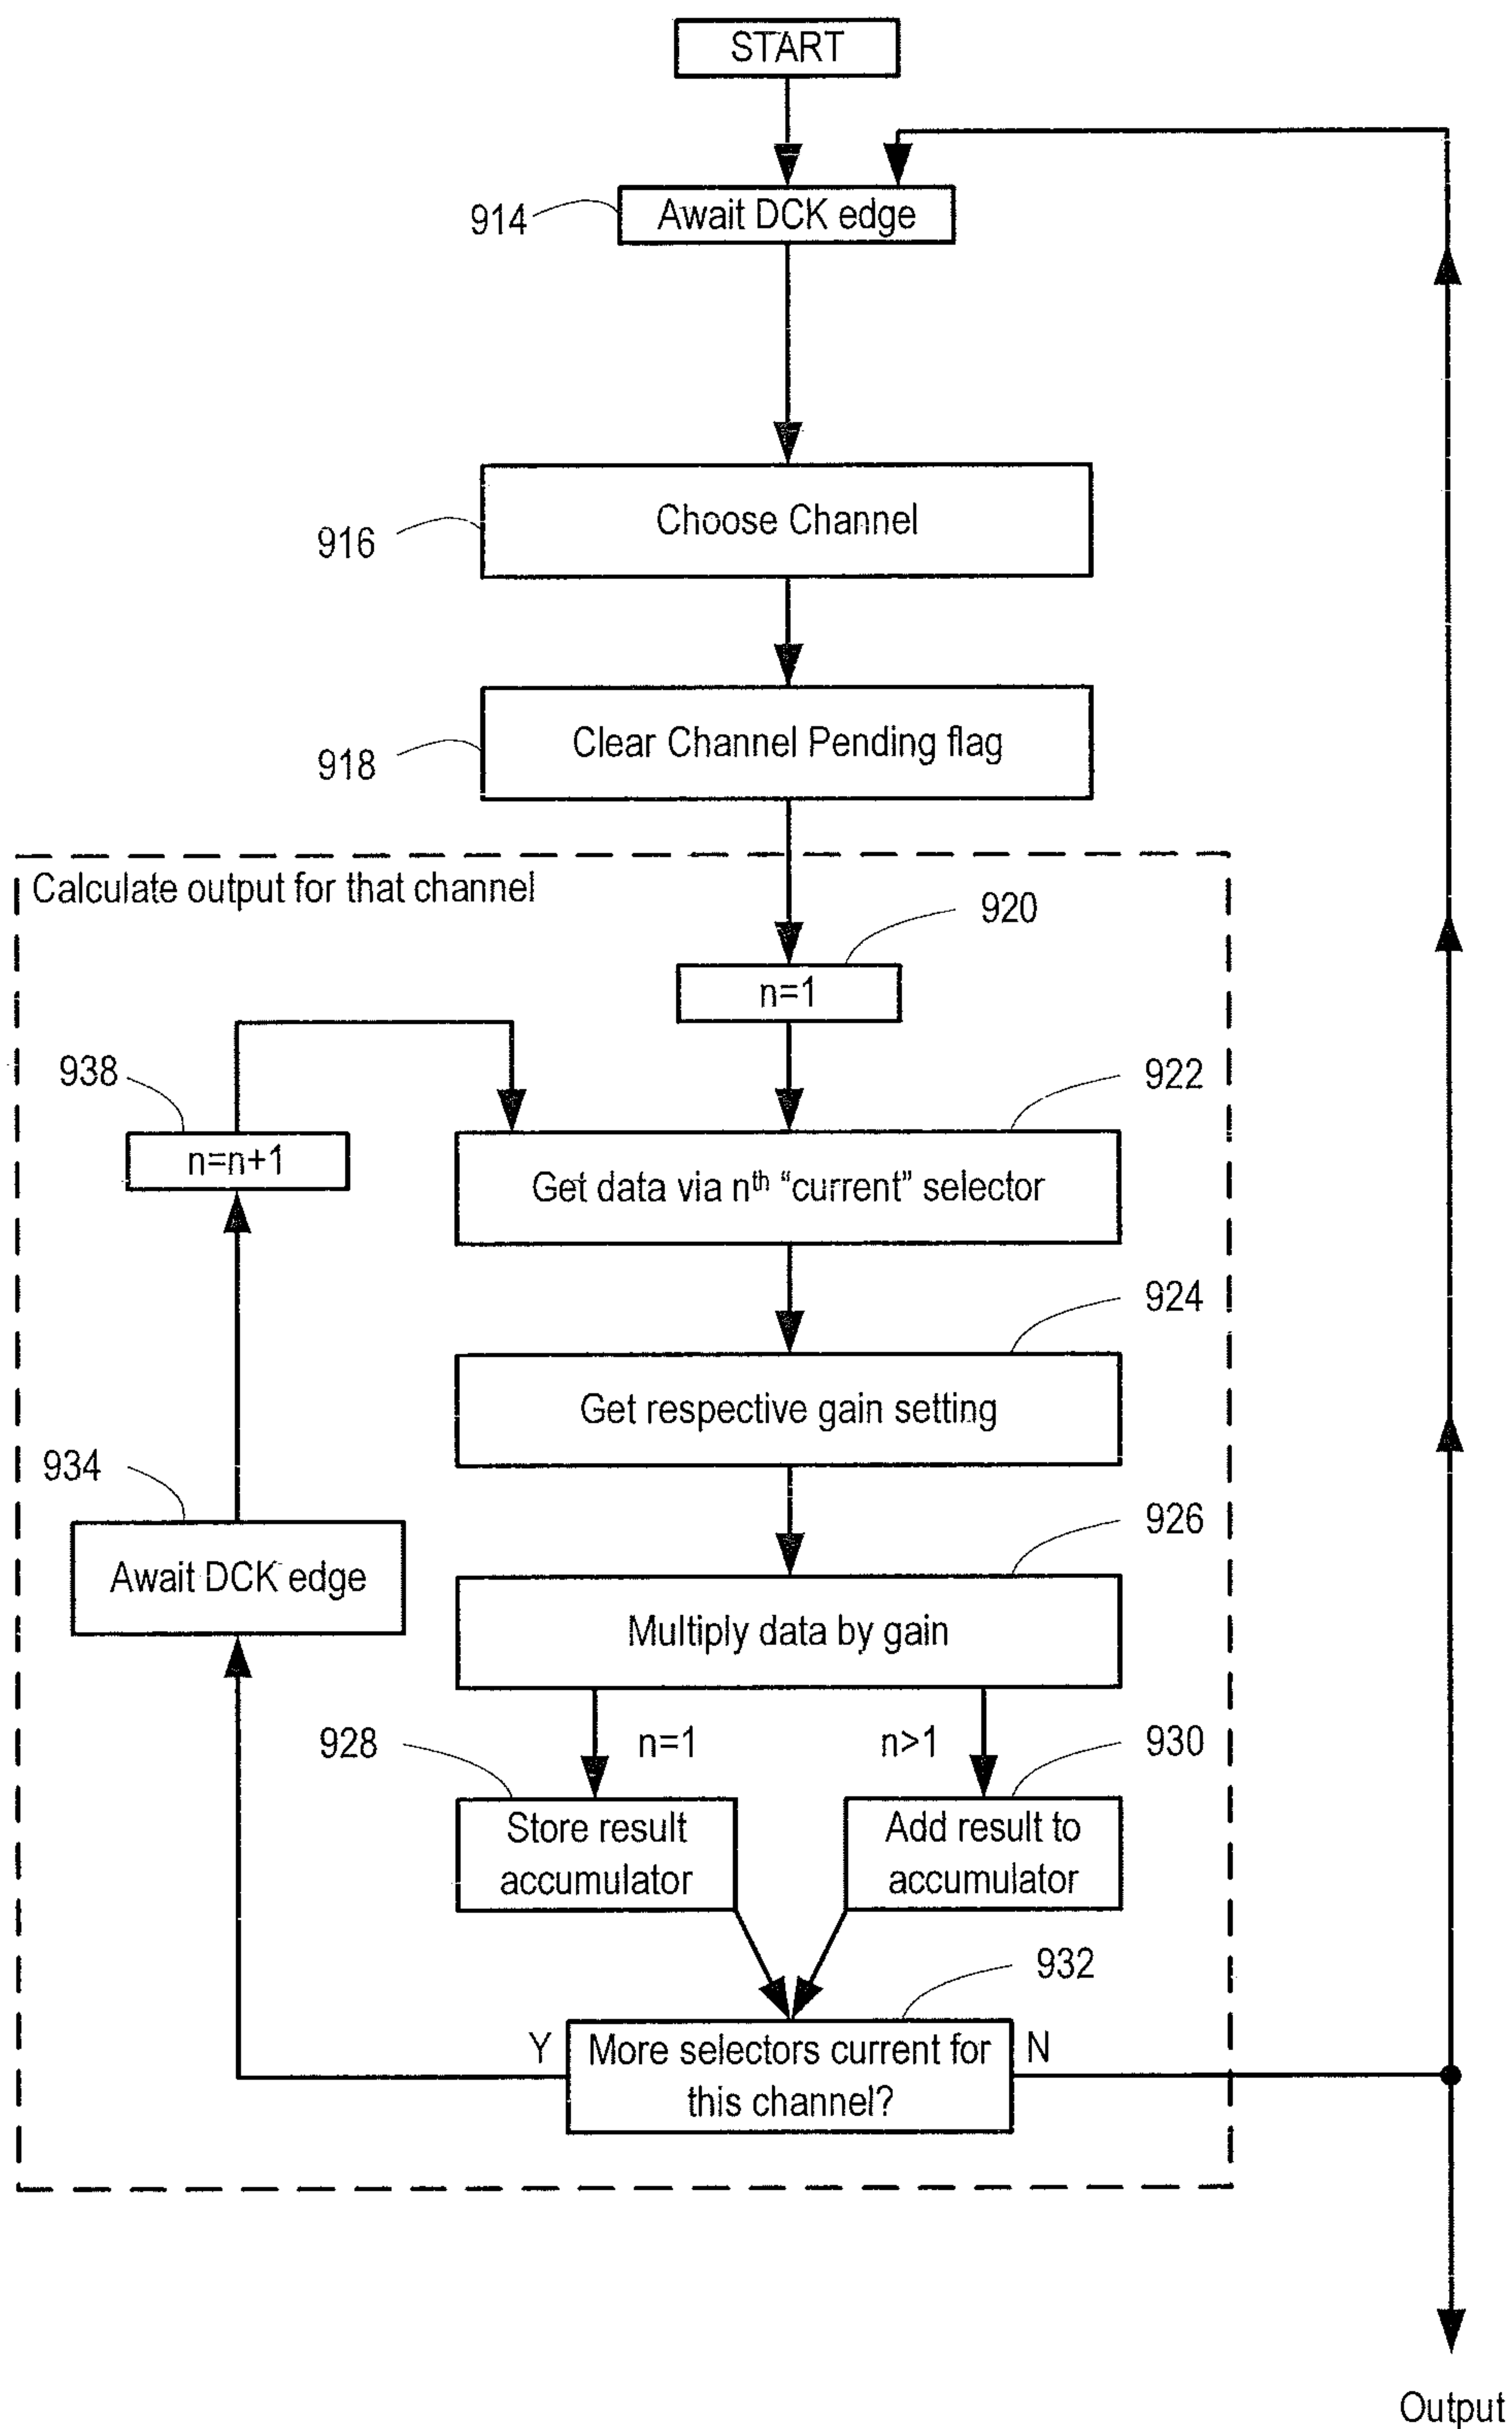 START
914
Await DCK edge
916
Choose Channel
918
Clear Channel Pending flag
Calculate output for that channel
920
n=1
938
n=n+1
922
Get data via nth “current” selector
924
Get respective gain setting
934
Await DCK edge
926
Multiply data by gain
928
n=1
n>1
930
Store result
accumulator
Add result to
accumulator
932
Y
More selectors current for
this channel?
N
Output